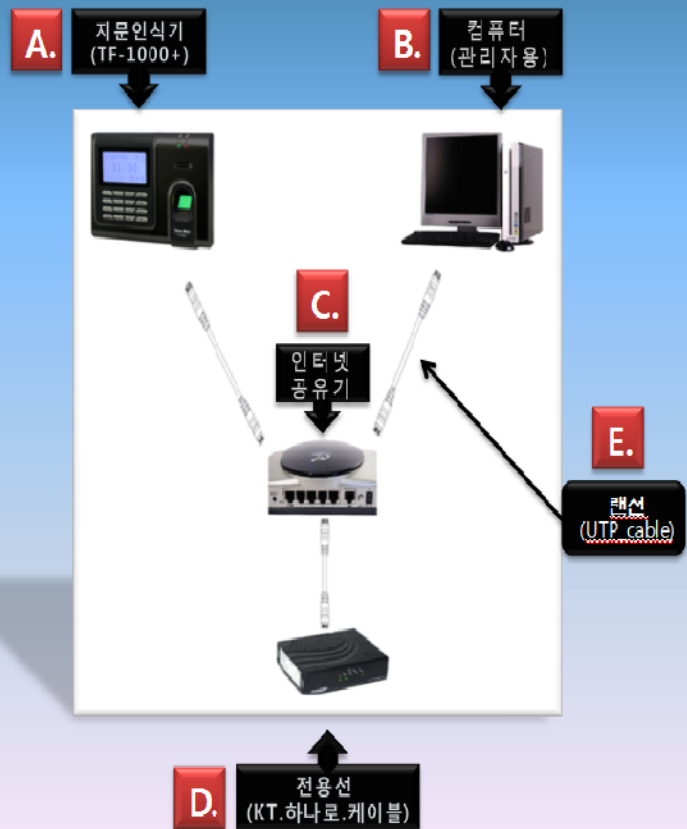 A.
지문인식기
(TF-1000+)
B.
컴퓨터
(관리자용)
C.
인터넷
공유기
E.
랜선
(UTP cable)
D.
전용선
(KT.하나로.케이블)